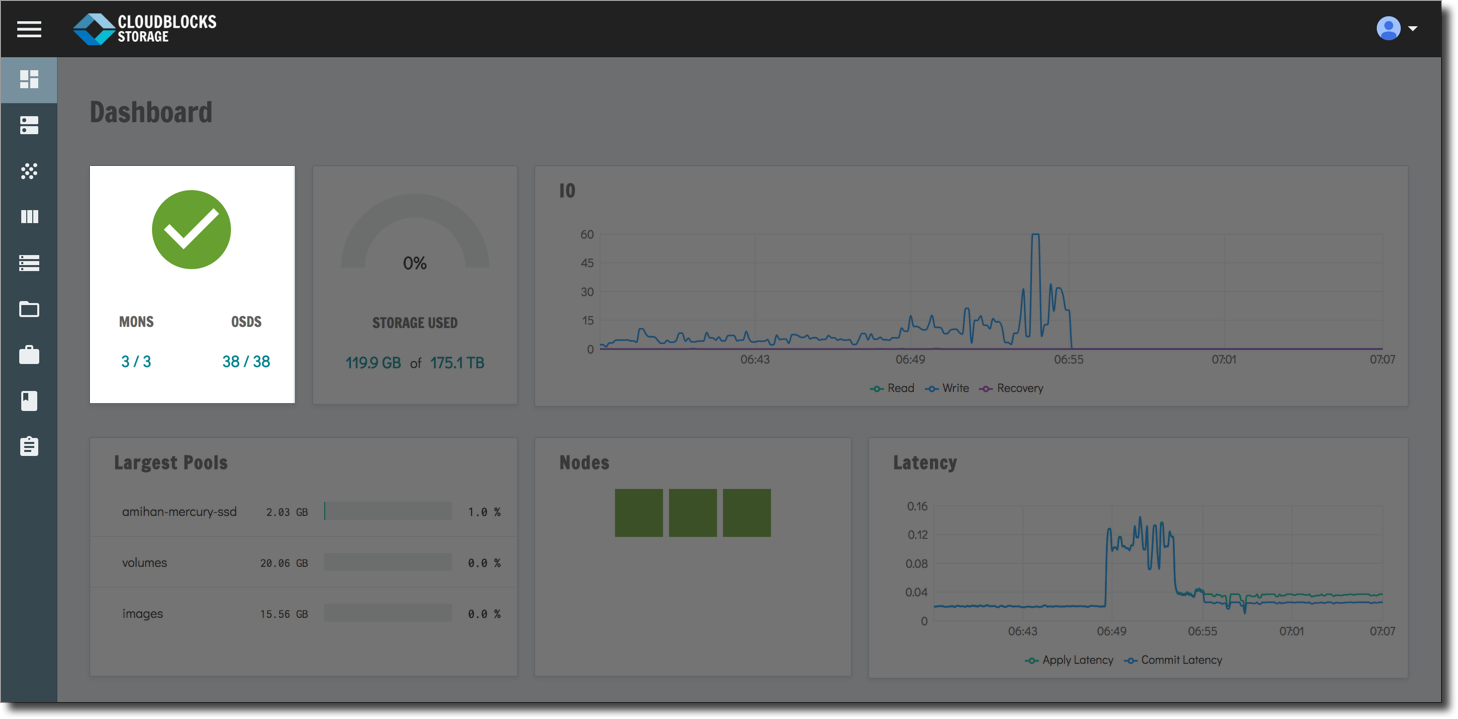 CLOUDBLOCKS
STORAGE
Dashboard
MONS OSDS
3 / 3 38 / 38
0%
STORAGE USED
119.9 GB of 175.1 TB
IO
60
45
30
15
0
06:43 06:49 06:55 07:01 07:07
Read Write Recovery
Largest Pools
amihan-mercury-ssd 2.03 GB 1.0 %
volumes 20.06 GB 0.0 %
images 15.56 GB 0.0 %
Nodes
Latency
0.16
0.12
0.08
0.04
0
06:43 06:49 06:55 07:01 07:07
Apply Latency Commit Latency